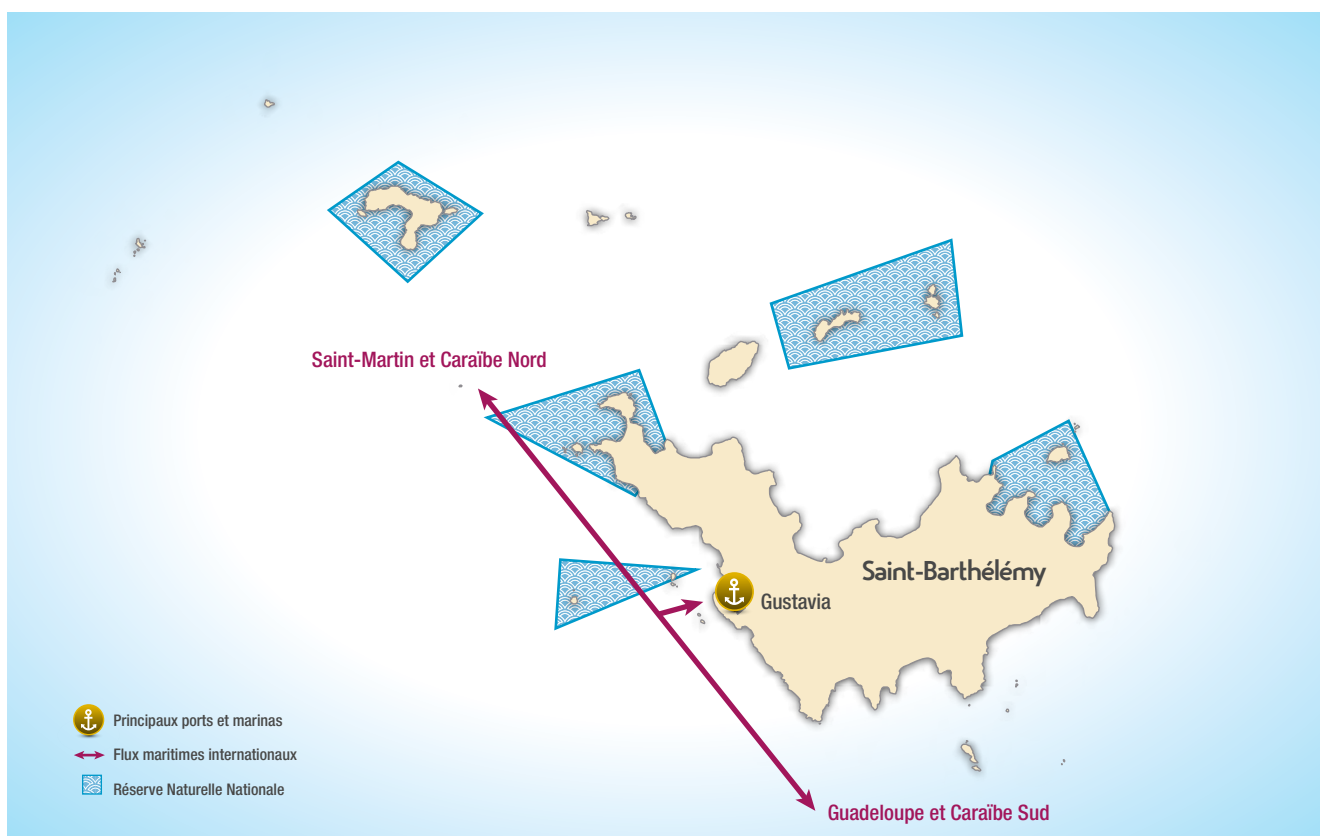 Saint-Martin et Caraïbe Nord
Saint-Barthélémy
Gustavia
Principaux ports et marinas
Flux maritimes internationaux
Réserve Naturelle Nationale
Guadeloupe et Caraïbe Sud